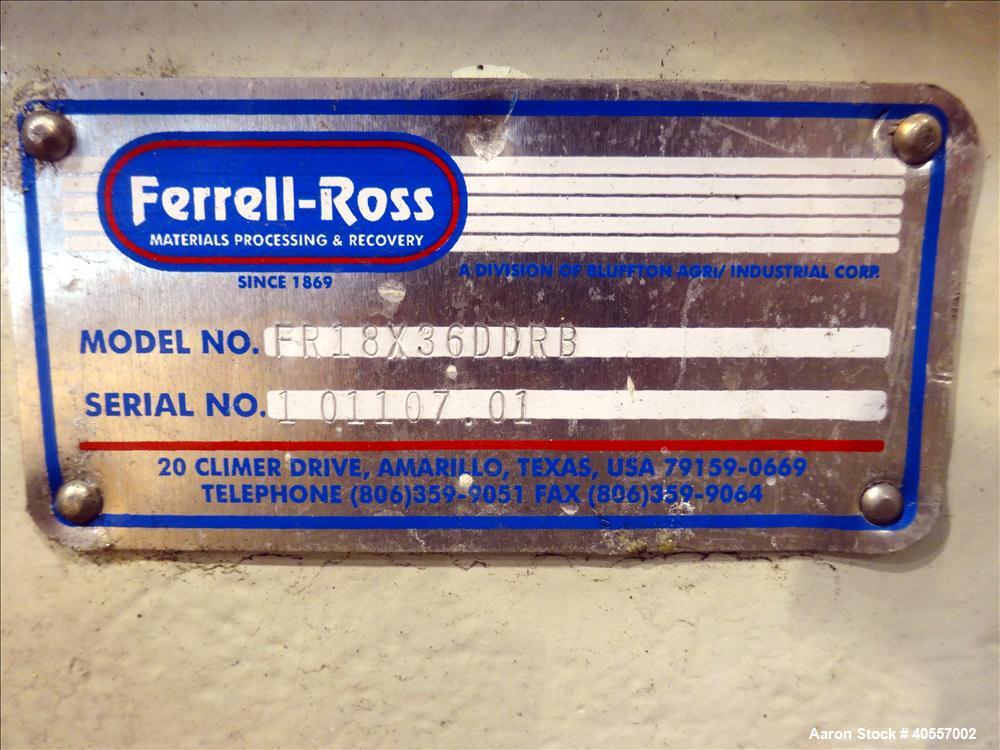 Ferrell-Ross
MATERIALS PROCESSING & RECOVERY
SINCE 1869
A DIVISION OF BLUFFTON AGRI/ INDUSTRIAL CORP.
MODEL NO. FR18X36DDRB
SERIAL NO. 1 01107.01
20 CLIMER DRIVE, AMARILLO, TEXAS, USA 79159-0669
TELEPHONE (806)359-9051 FAX (806)359-9064
Aaron Stock # 40557002